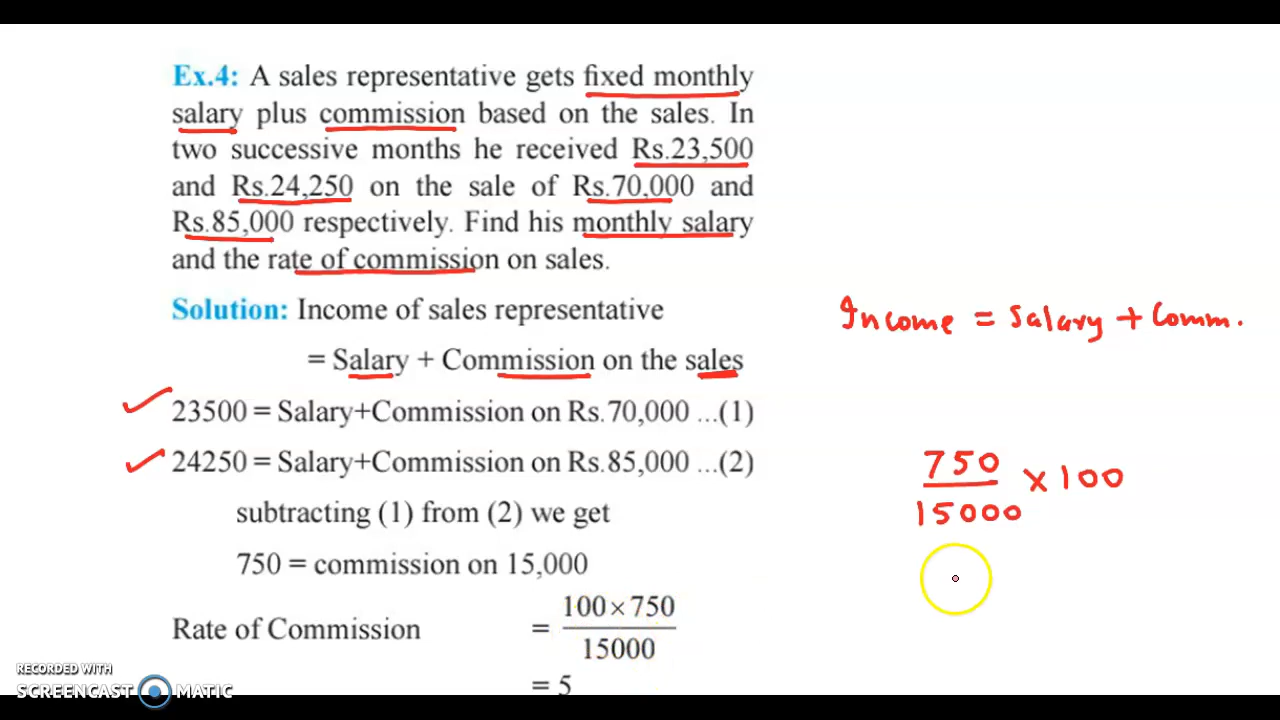 Ex.4: A sales representative gets fixed monthly
salary plus commission based on the sales. In
two successive months he received Rs.23,500
and Rs.24,250 on the sale of Rs.70,000 and
Rs.85,000 respectively. Find his monthly salary
and the rate of commission on sales.
Solution: Income of sales representative
= Salary + Commission on the sales
23500 = Salary+Commission on Rs.70,000 ...(1)
24250 = Salary+Commission on Rs.85,000 ...(2)
subtracting (1) from (2) we get
750 = commission on 15,000
Rate of Commission = 100×750
15000
= 5
Income = Salary + Comm.
750 × 100
15000
RECORDED WITH
SCREENCAST MATIC